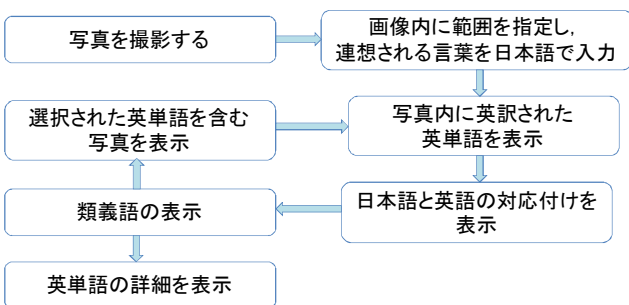 写真を撮影する
画像内に範囲を指定し,
連想される言葉を日本語で入力
選択された英単語を含む
写真を表示
写真内に英訳された
英単語を表示
類義語の表示
日本語と英語の対応付けを
表示
英単語の詳細を表示